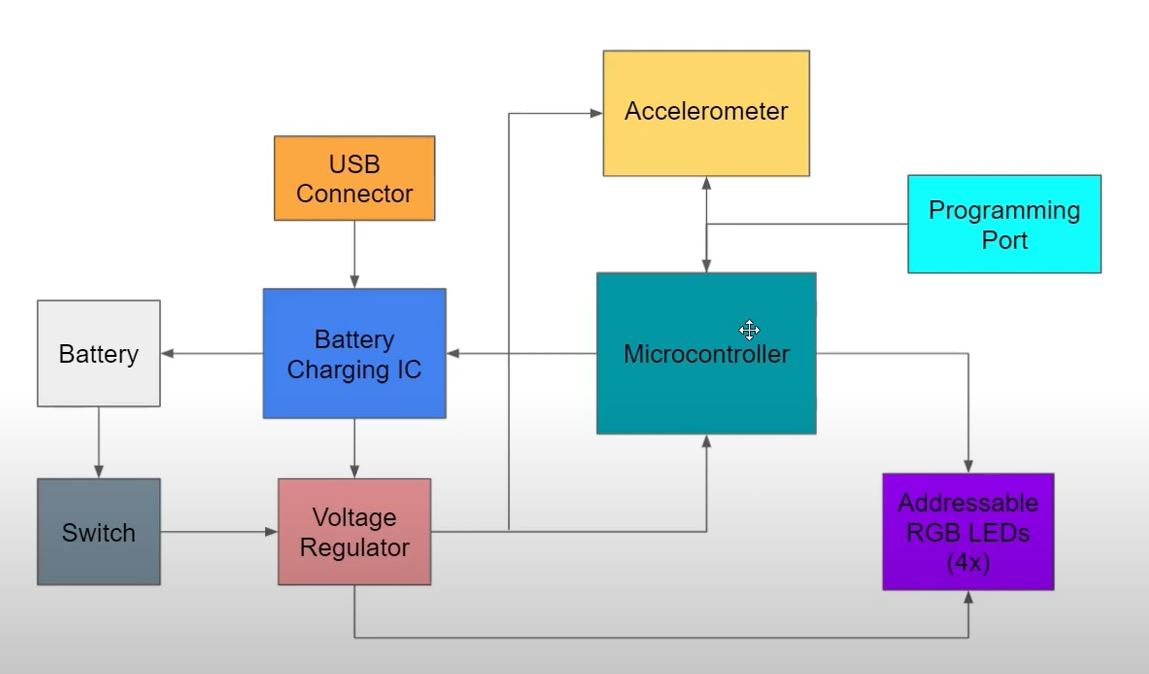 Accelerometer
USB
Connector
Programming
Port
Battery
Battery
Charging IC
Microcontroller
Switch
Voltage
Regulator
Addressable
RGB LEDs
(4x)